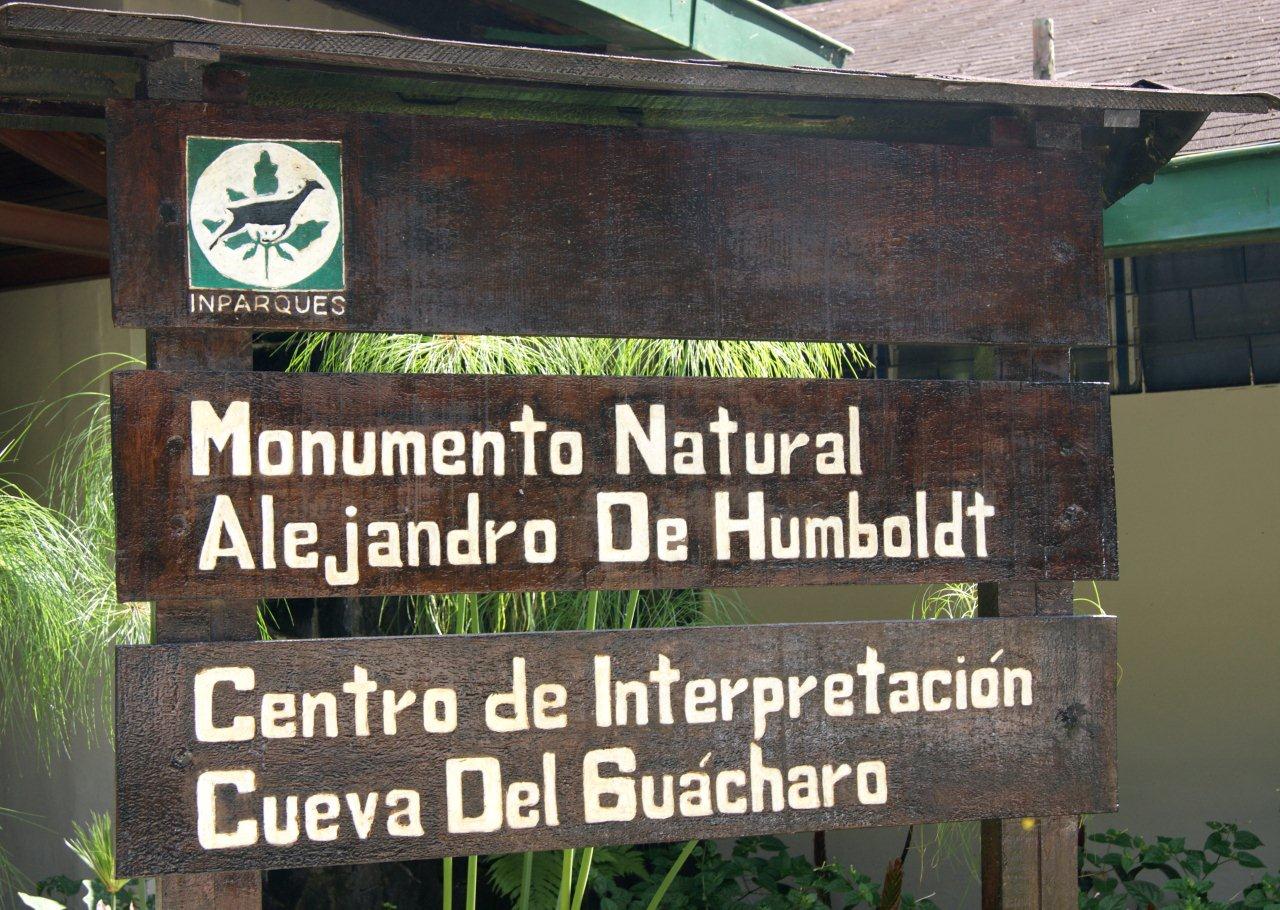 INPARQUES
Monumento Natural
Alejandro De Humboldt
Centro de Interpretación
Cueva Del Guácharo